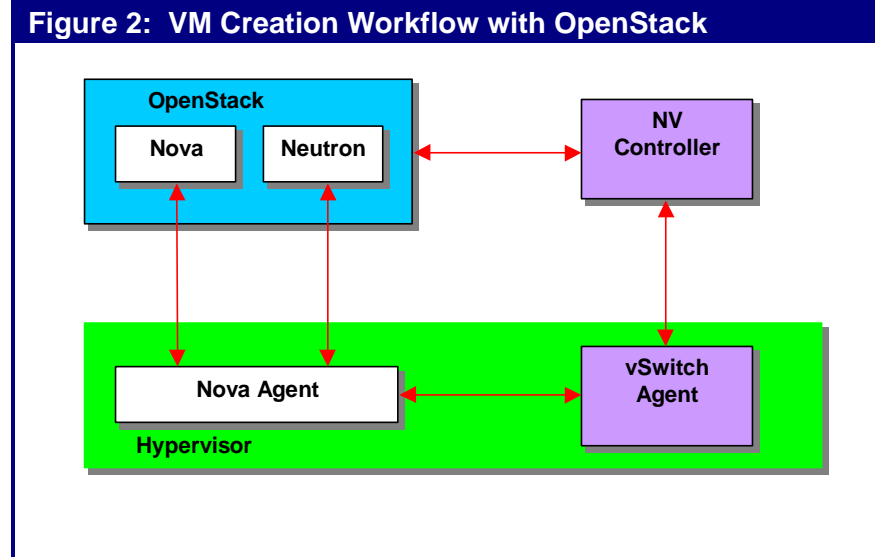 Figure 2: VM Creation Workflow with OpenStack
OpenStack
Nova
Neutron
NV
Controller
Nova Agent
vSwitch
Agent
Hypervisor